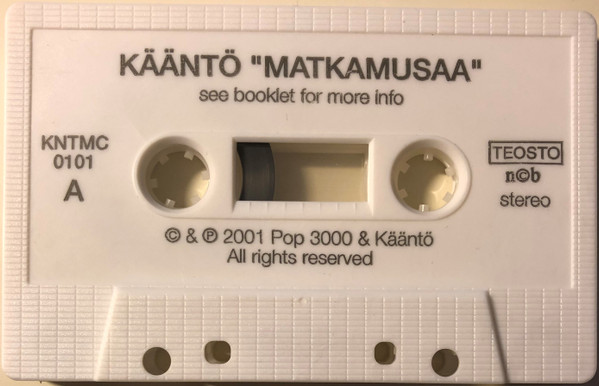 KÄÄNTÖ "MATKAMUSAA"
see booklet for more info
KNTMC
0101
A
TEOSTO
n©b
stereo
© & ℗ 2001 Pop 3000 & Kääntö
All rights reserved